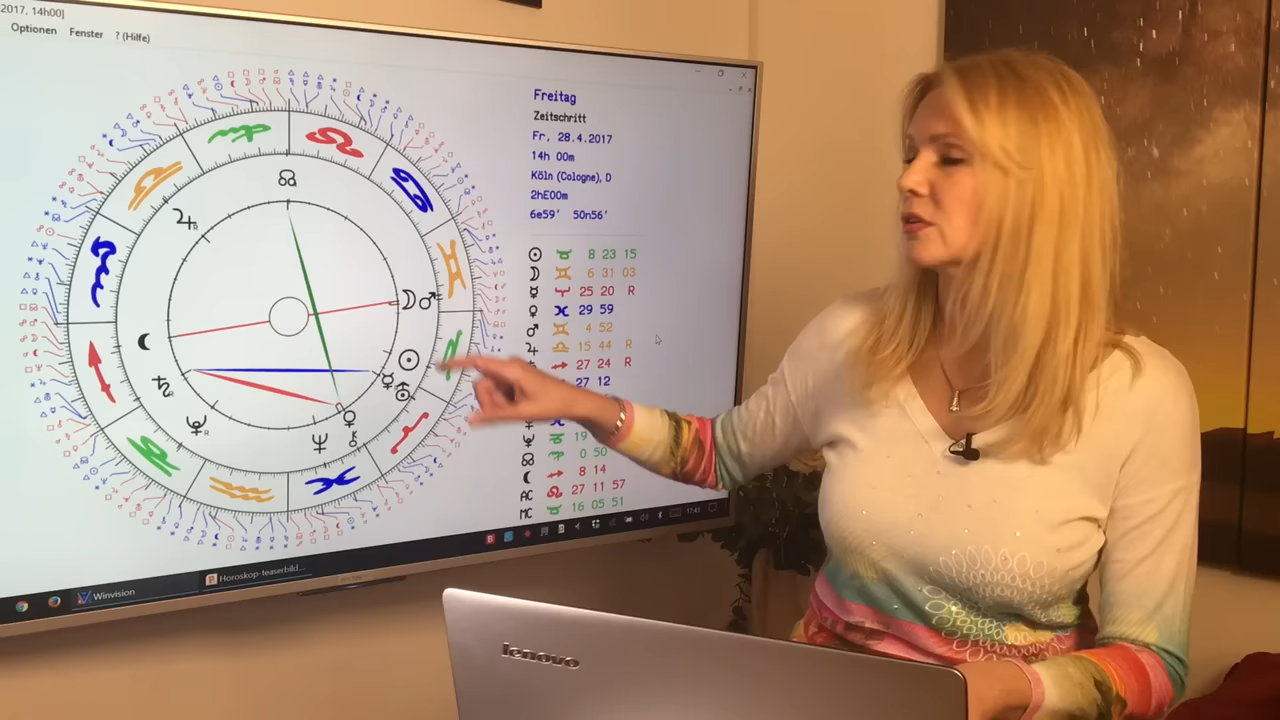 2017, 14h00]
Optionen Fenster ? (Hilfe)
Freitag
Zeitschritt
Fr, 28.4.2017
14h 00m
Köln (Cologne), D
2hE00m
6e59' 50n56'
8 23 15
6 31 03
25 20 R
29 59
4 52
15 44 R
27 24 R
27 12
19
0 50
8 14
AC 27 11 57
MC 16 05 51
17:43
Horoskop-teaserbild...
Winvision
lenovo